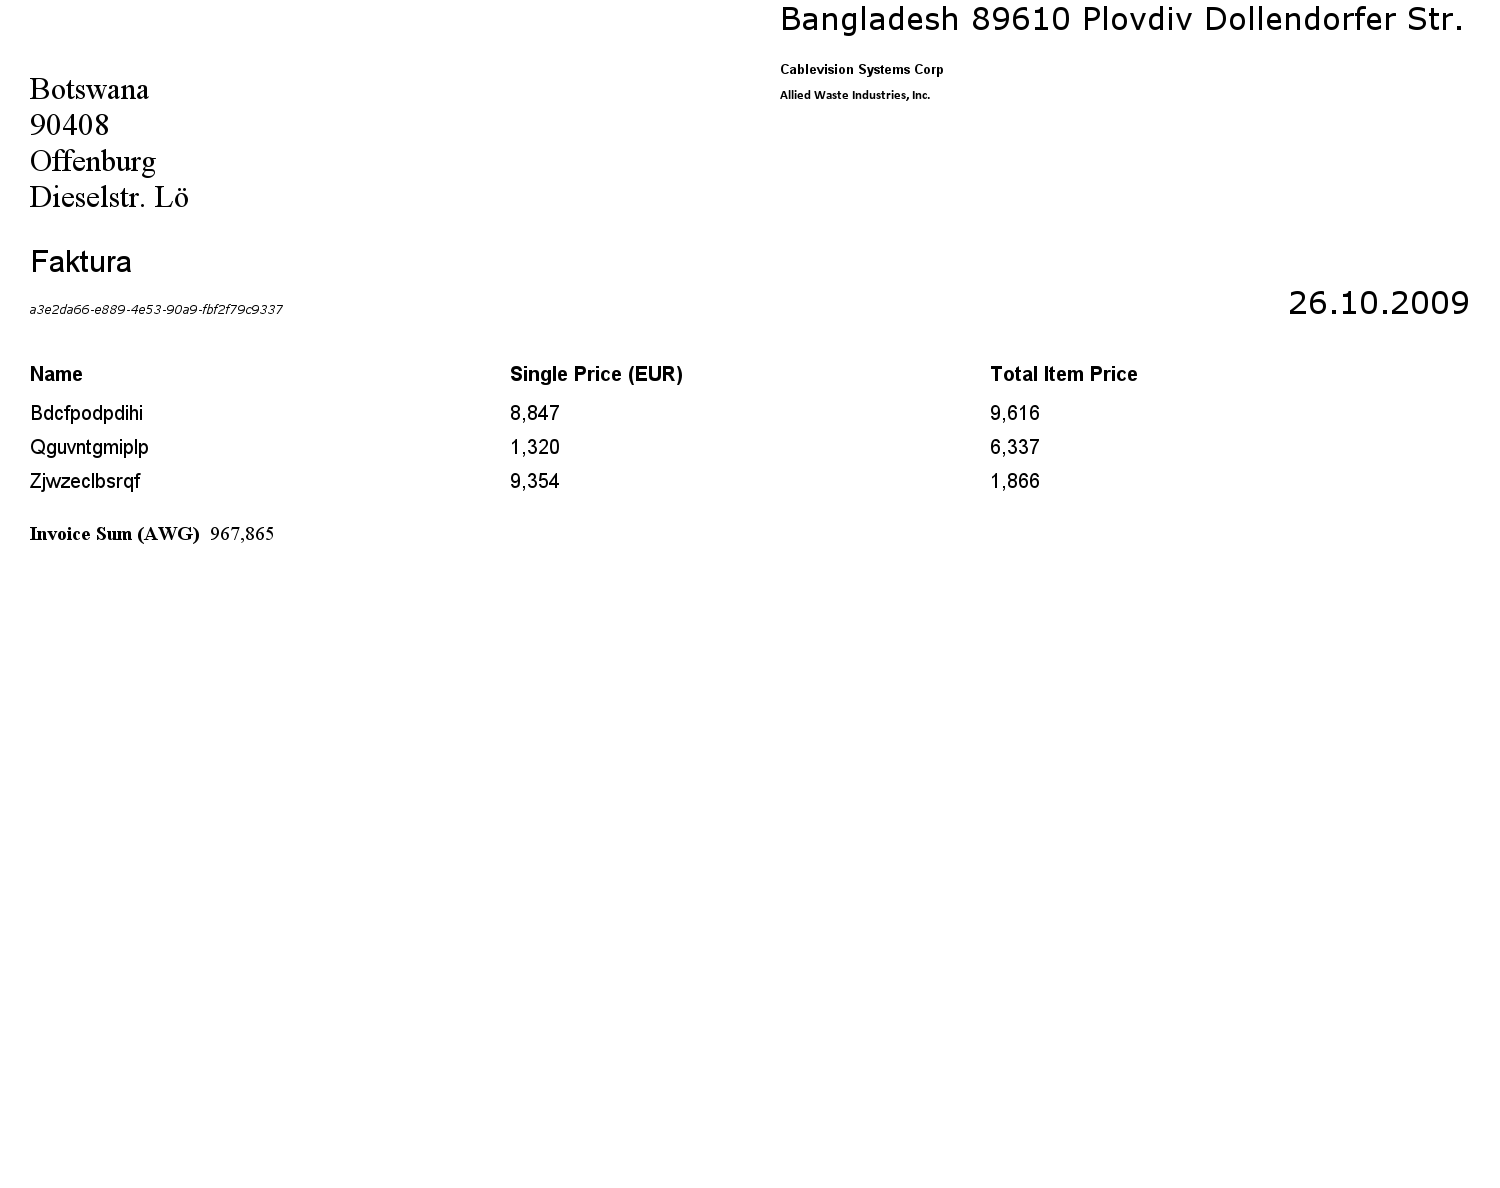 Bangladesh 89610 Plovdiv Dollendorfer Str.
Cablevision Systems Corp
Allied Waste Industries, Inc.
Botswana
90408
Offenburg
Dieselstr. Lö
Faktura
a3e2da66-e889-4e53-90a9-fbf2f79c9337
26.10.2009
Name Single Price (EUR) Total Item Price
Bdcfpodpdihi 8,847 9,616
Qguvntgmiplp 1,320 6,337
Zjwzeclbsrqf 9,354 1,866
Invoice Sum (AWG) 967,865